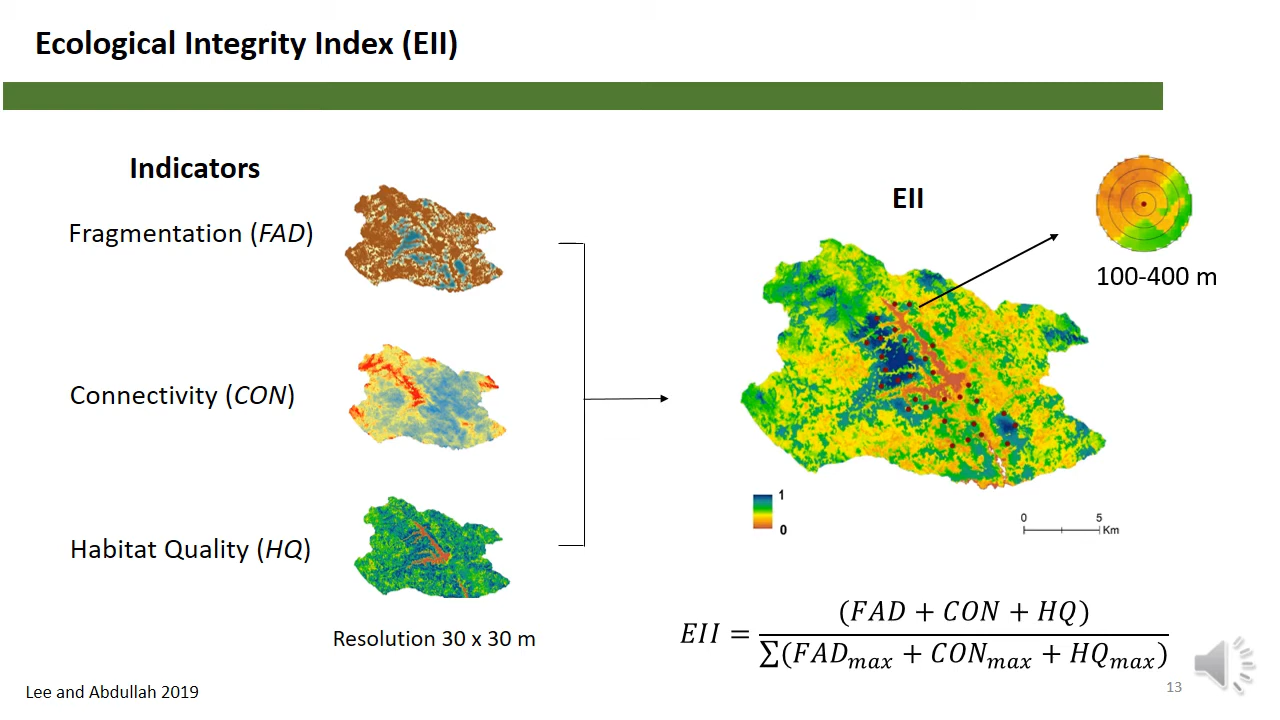 Ecological Integrity Index (EII)
Indicators
Fragmentation (FAD)
Connectivity (CON)
Habitat Quality (HQ)
Resolution 30 x 30 m
EII
100-400 m
1
0
0 5
Km
EII = (FAD + CON + HQ) / ∑(FADmax + CONmax + HQmax)
Lee and Abdullah 2019
13